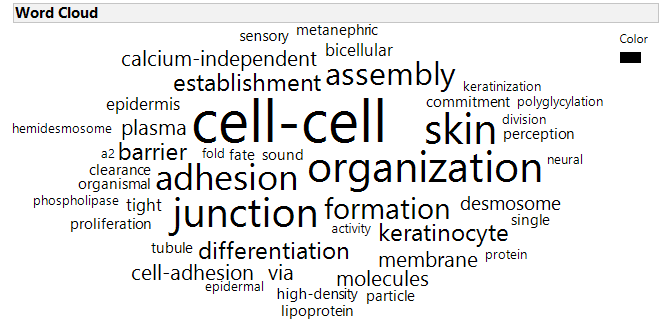 Word Cloud
Color
sensory metanephric
calcium-independent bicellular
establishment assembly
keratinization
epidermis commitment polyglycylation
hemidesmosome plasma cell-cell skin division
perception
a2 barrier fold fate sound organization neural
clearance
organismal adhesion
phospholipase tight junction formation desmosome
proliferation activity keratinocyte single
tubule differentiation membrane protein
cell-adhesion via molecules
epidermal high-density particle
lipoprotein